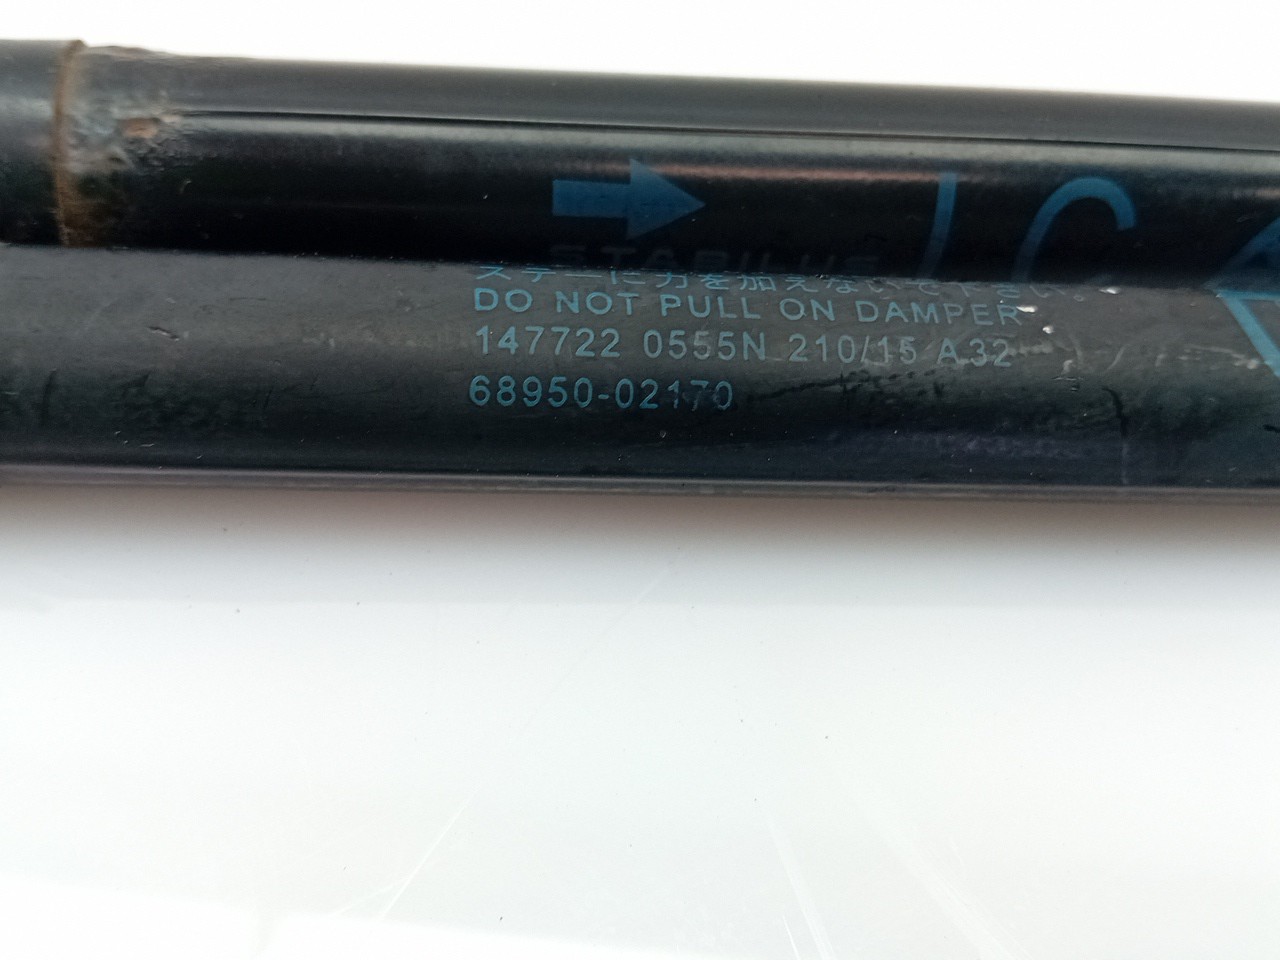 STABILUS
ステーに力を加えないで下さい。
DO NOT PULL ON DAMPER
147722 0555N 210/15 A 32
68950-02170